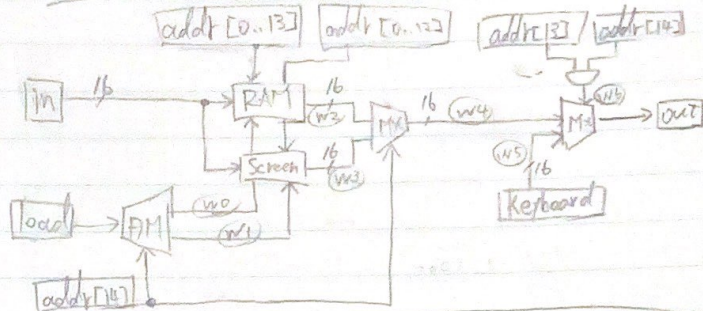 addr[0..13]
addr[0..12]
addr[13]
addr[14]
in
16
RAM
16
w2
Mx
16
w4
w6
Mx
out
Screen
16
w3
w5
16
keyboard
load
DM
w0
w1
addr[14]